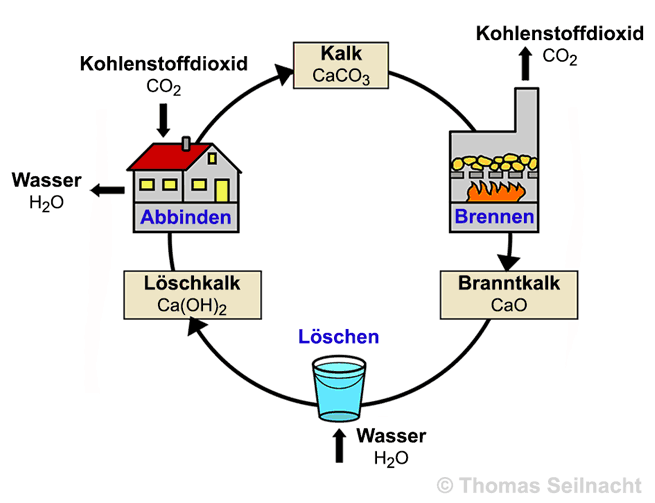 Kohlenstoffdioxid
CO₂
Kalk
CaCO₃
Kohlenstoffdioxid
CO₂
Wasser
H₂O
Abbinden
Brennen
Löschkalk
Ca(OH)₂
Branntkalk
CaO
Löschen
Wasser
H₂O
© Thomas Seilnacht